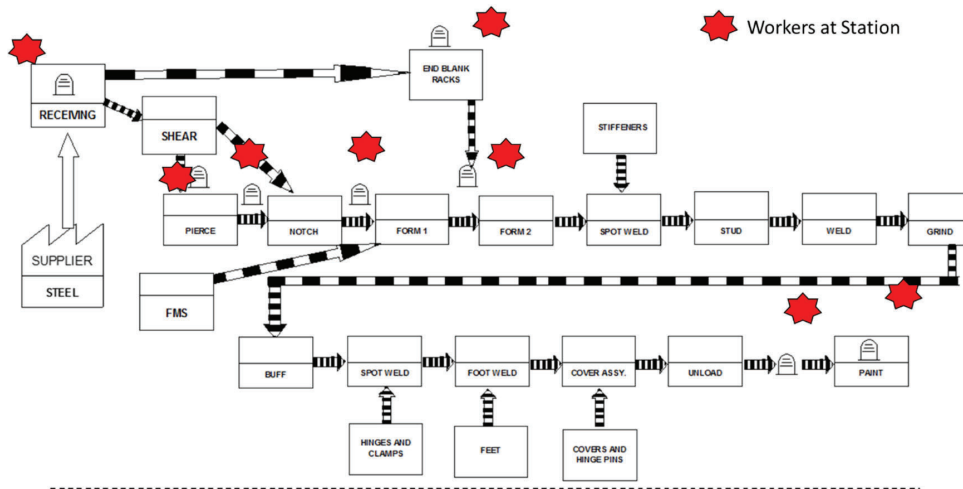 Workers at Station
END BLANK
RACKS
RECEIVING
SHEAR
STIFFENERS
PIERCE
NOTCH
FORM 1
FORM 2
SPOT WELD
STUD
WELD
GRIND
SUPPLIER
STEEL
FMS
BUFF
SPOT WELD
FOOT WELD
COVER ASSY.
UNLOAD
PAINT
HINGES AND
CLAMPS
FEET
COVERS AND
HINGE PINS